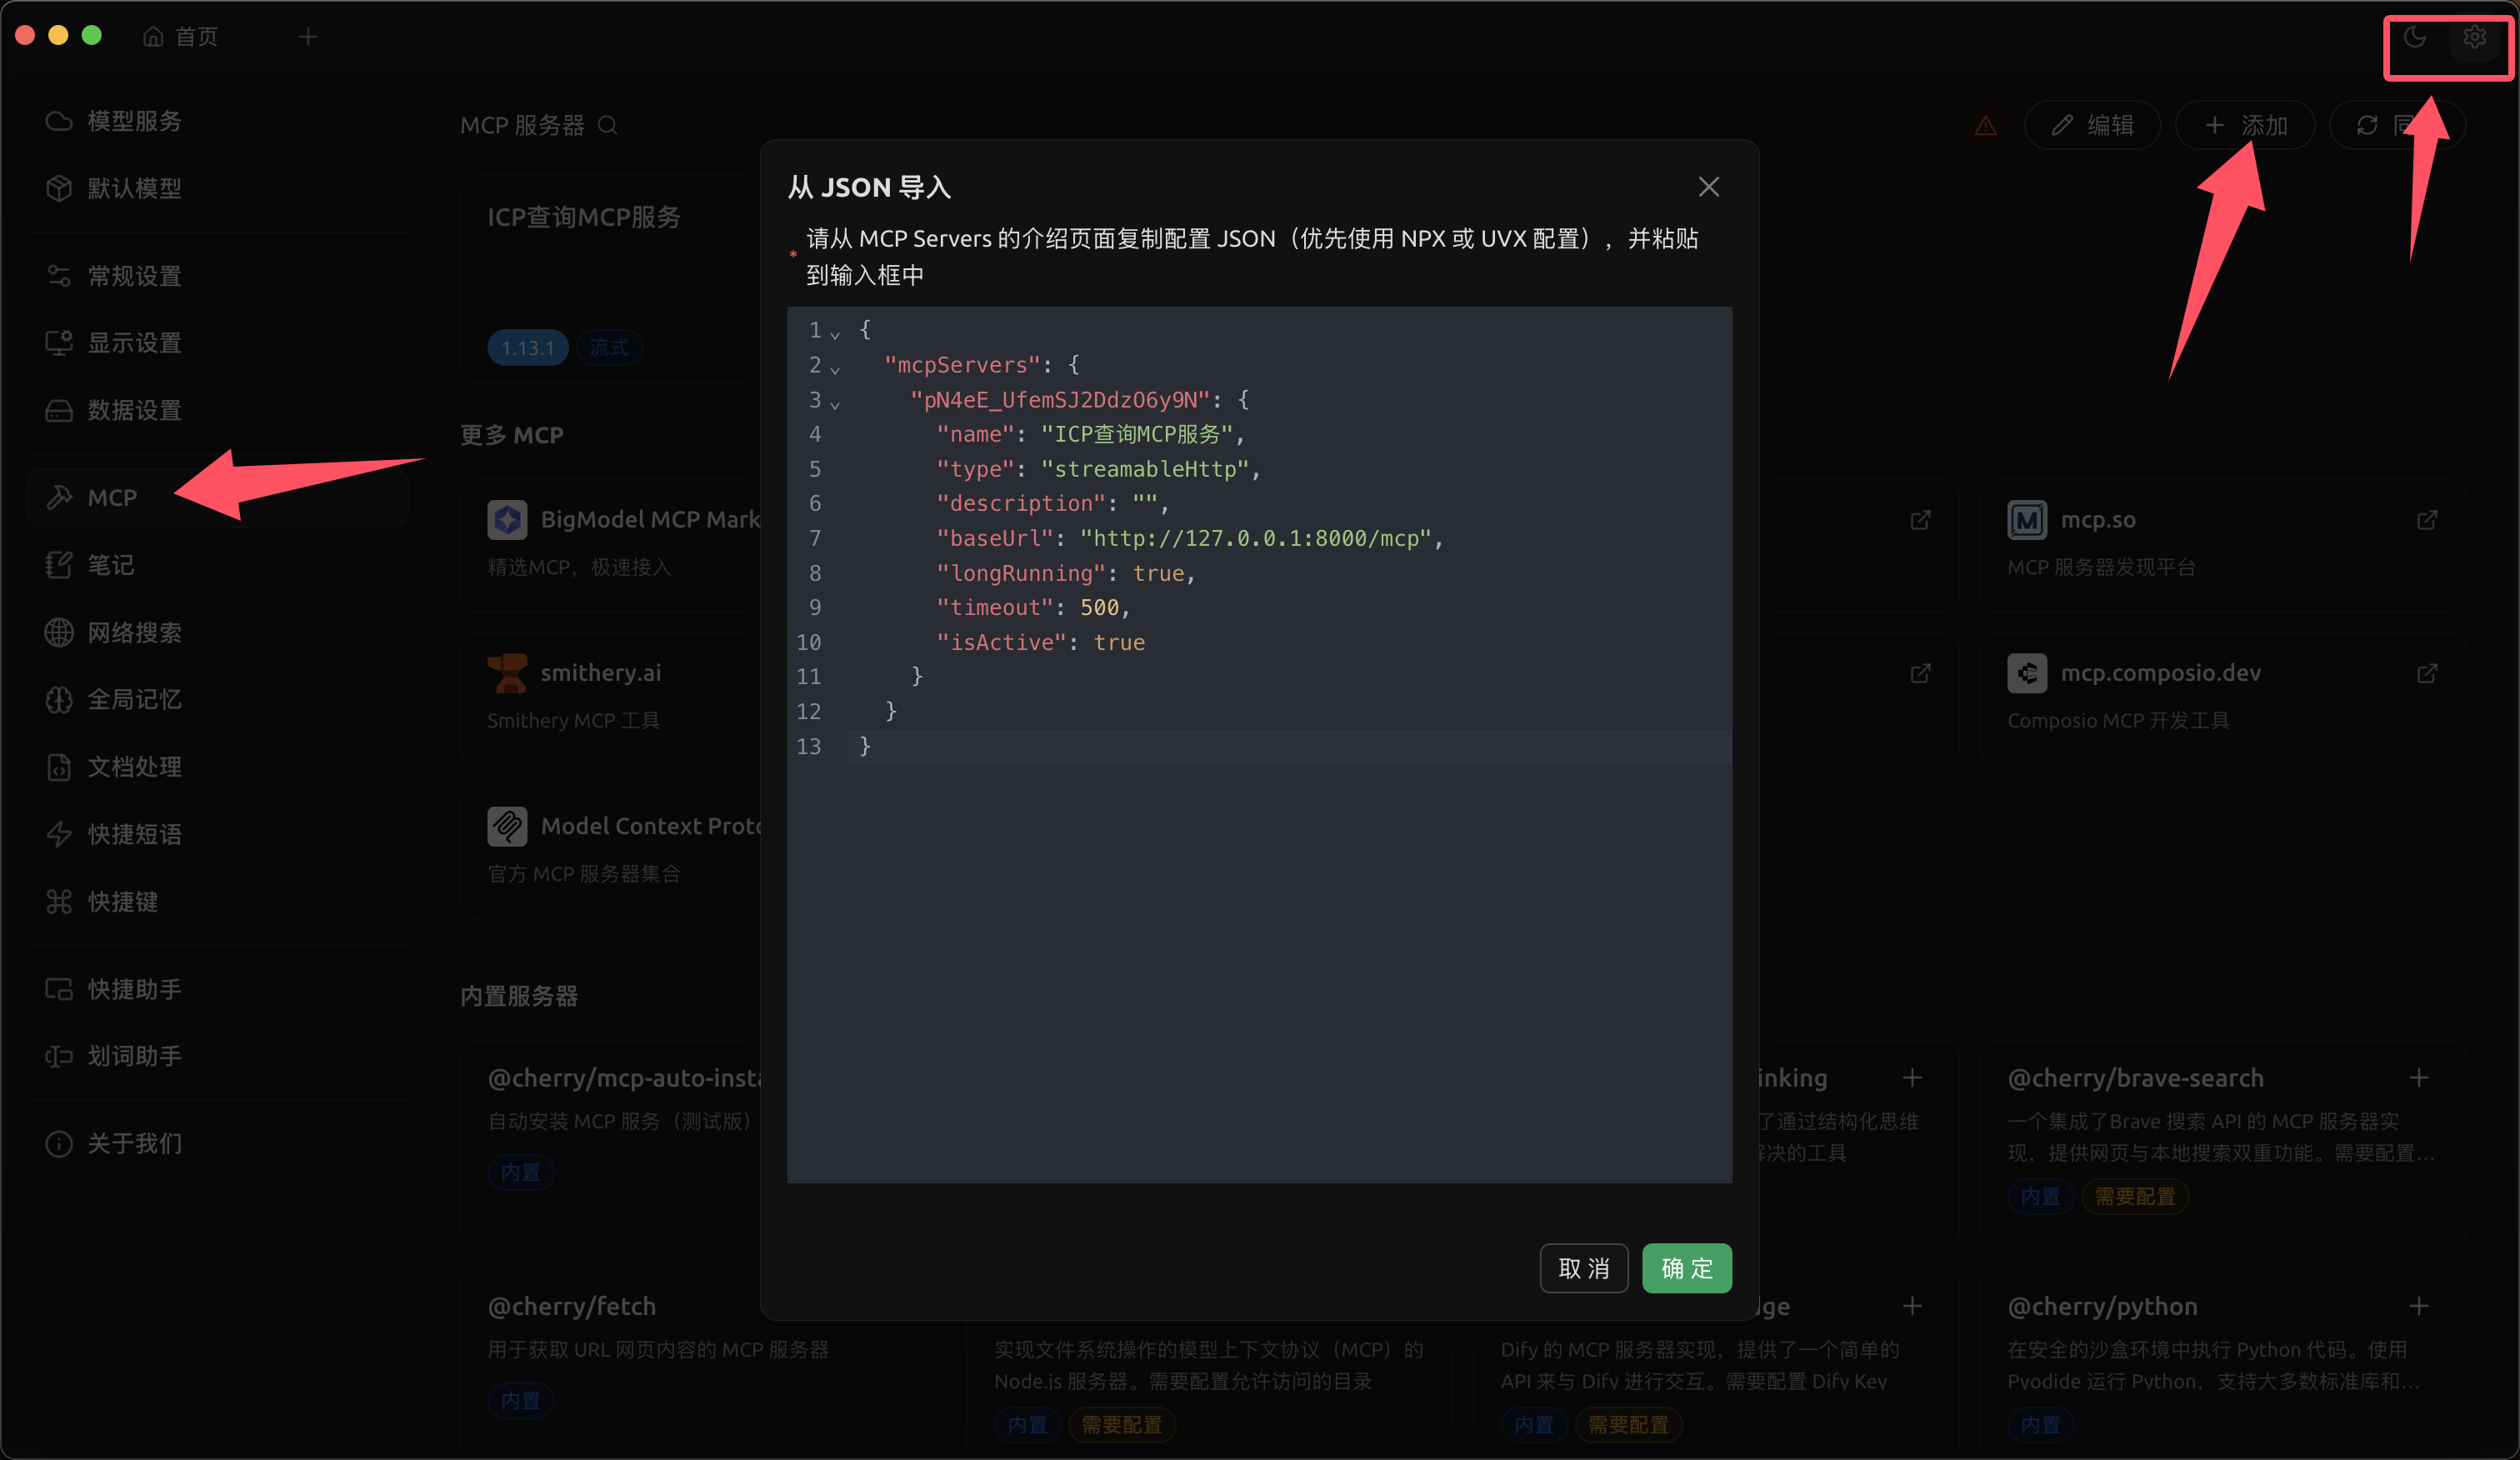 首页
模型服务
默认模型
常规设置
显示设置
数据设置
MCP
笔记
网络搜索
全局记忆
文档处理
快捷短语
快捷键
快捷助手
划词助手
关于我们
MCP 服务器
编辑
添加
ICP查询MCP服务
1.13.1
流式
更多 MCP
BigModel MCP Mark
精选MCP，极速接入
mcp.so
MCP 服务器发现平台
smithery.ai
Smithery MCP 工具
mcp.composio.dev
Composio MCP 开发工具
Model Context Proto
官方 MCP 服务器集合
内置服务器
@cherry/mcp-auto-insta
自动安装 MCP 服务（测试版）
内置
inking
了通过结构化思维
决的工具
@cherry/brave-search
一个集成了Brave 搜索 API 的 MCP 服务器实
现，提供网页与本地搜索双重功能。需要配置...
内置
需要配置
@cherry/fetch
用于获取 URL 网页内容的 MCP 服务器
内置
实现文件系统操作的模型上下文协议（MCP）的
Node.js 服务器。需要配置允许访问的目录
内置
需要配置
dge
Dify 的 MCP 服务器实现，提供了一个简单的
API 来与 Dify 进行交互。需要配置 Dify Key
内置
需要配置
@cherry/python
在安全的沙盒环境中执行 Python 代码。使用
Pyodide 运行 Python，支持大多数标准库和...
内置
从 JSON 导入
* 请从 MCP Servers 的介绍页面复制配置 JSON（优先使用 NPX 或 UVX 配置），并粘贴
到输入框中
1 {
2 "mcpServers": {
3 "pN4eE_UfemSJ2DdzO6y9N": {
4 "name": "ICP查询MCP服务",
5 "type": "streamableHttp",
6 "description": "",
7 "baseUrl": "http://127.0.0.1:8000/mcp",
8 "longRunning": true,
9 "timeout": 500,
10 "isActive": true
11 }
12 }
13 }
取 消
确 定